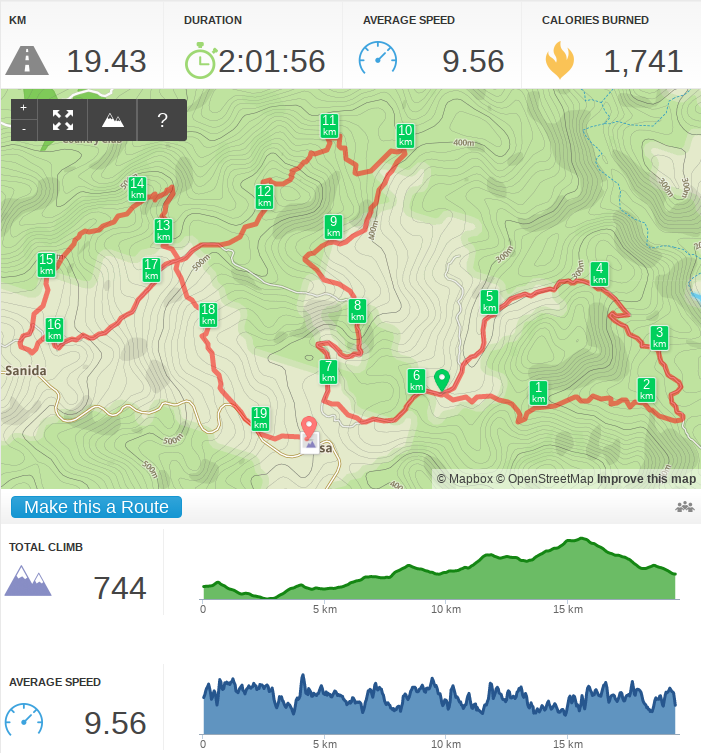 KM
DURATION
AVERAGE SPEED
CALORIES BURNED
19.43
2:01:56
9.56
1,741
+
-
?
11
km
10
km
400m
14
km
12
km
300m
300m
13
km
9
km
400m
15
km
17
km
500m
300m
300m
4
km
5
km
8
km
18
km
16
km
3
km
Sanida
7
km
6
km
1
km
2
km
19
km
500m
sa
500m
© Mapbox © OpenStreetMap Improve this map
Make this a Route
TOTAL CLIMB
744
0
5 km
10 km
15 km
AVERAGE SPEED
9.56
0
5 km
10 km
15 km